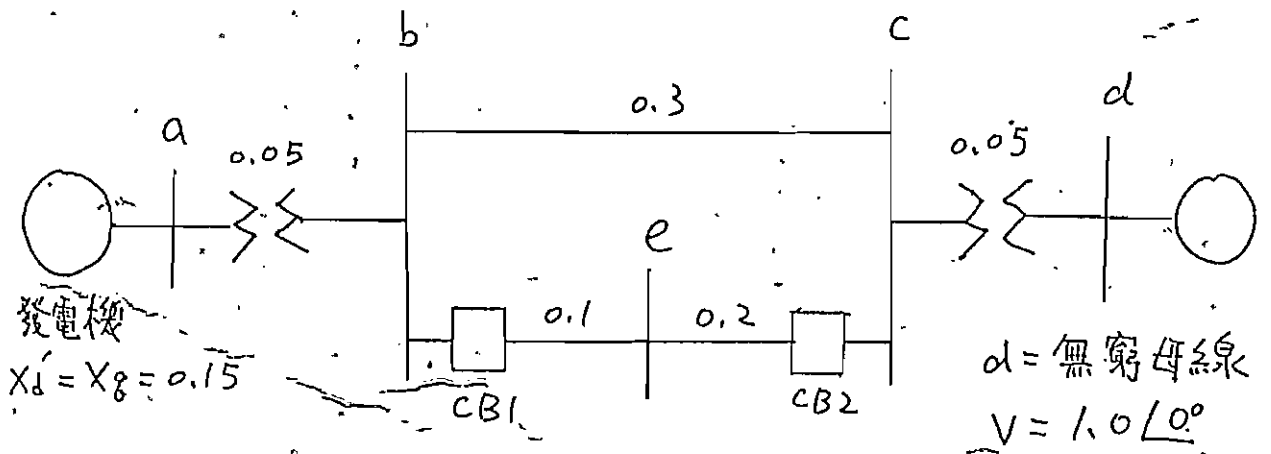 b
c
0.3
d
a
0.05
0.05
e
0.1
0.2
發電機
Xd' = Xg = 0.15
CB1
CB2
d = 無窮母線
V = 1.0∠0°